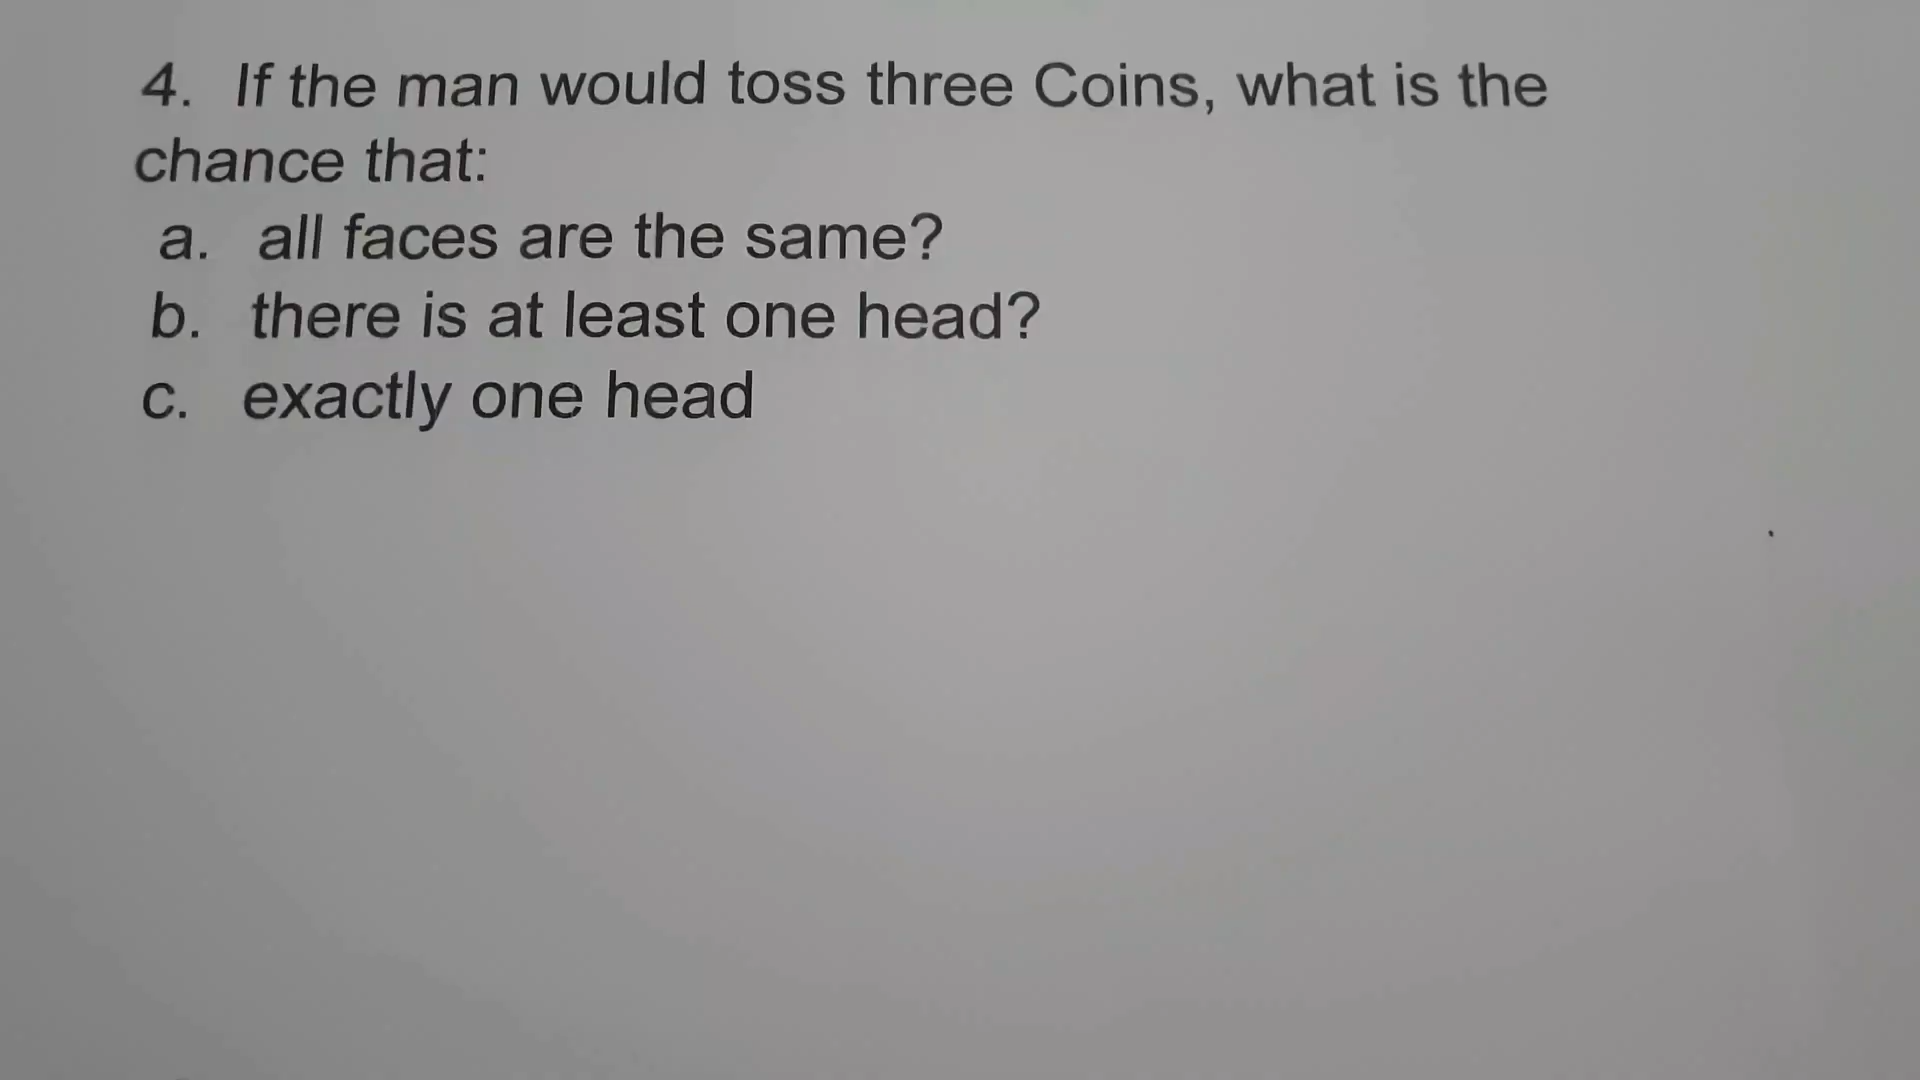 4. If the man would toss three Coins, what is the
chance that:
a. all faces are the same?
b. there is at least one head?
c. exactly one head